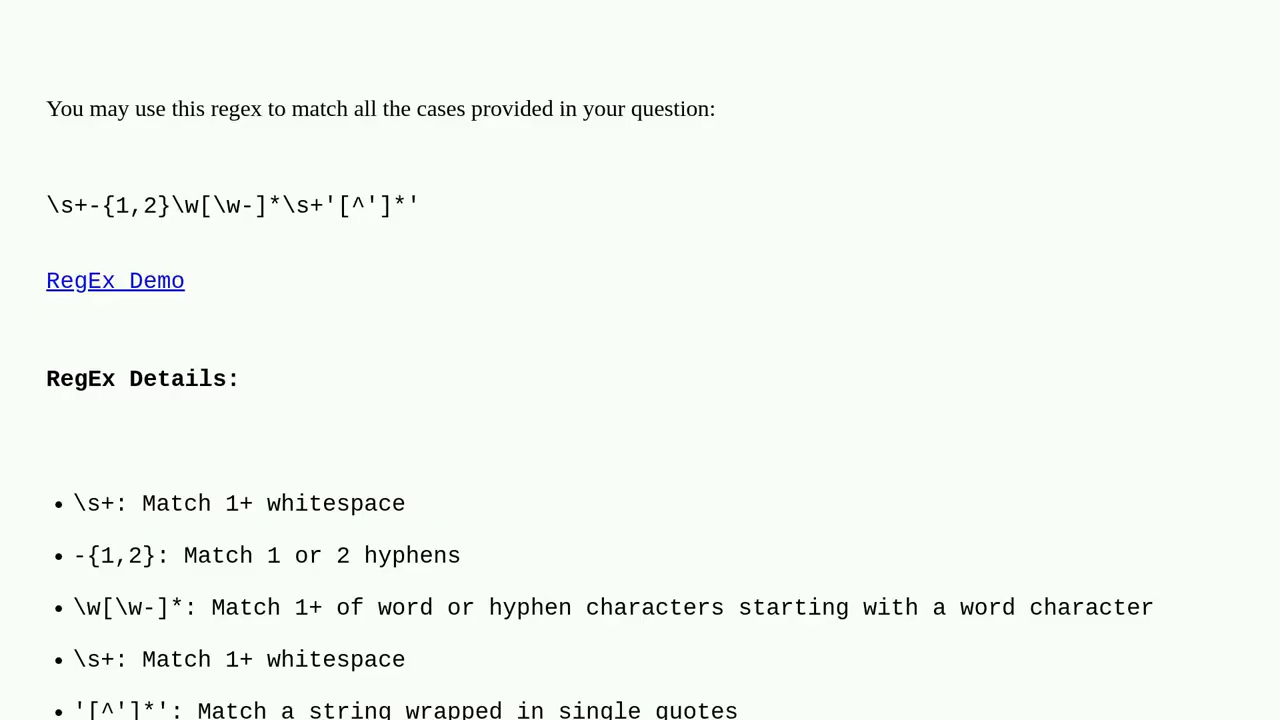 You may use this regex to match all the cases provided in your question:
\s+-{1,2}\w[\w-]*\s+'[^']*'
RegEx Demo
RegEx Details:
• \s+: Match 1+ whitespace
• -{1,2}: Match 1 or 2 hyphens
• \w[\w-]*: Match 1+ of word or hyphen characters starting with a word character
• \s+: Match 1+ whitespace
• '[^']*': Match a string wrapped in single quotes